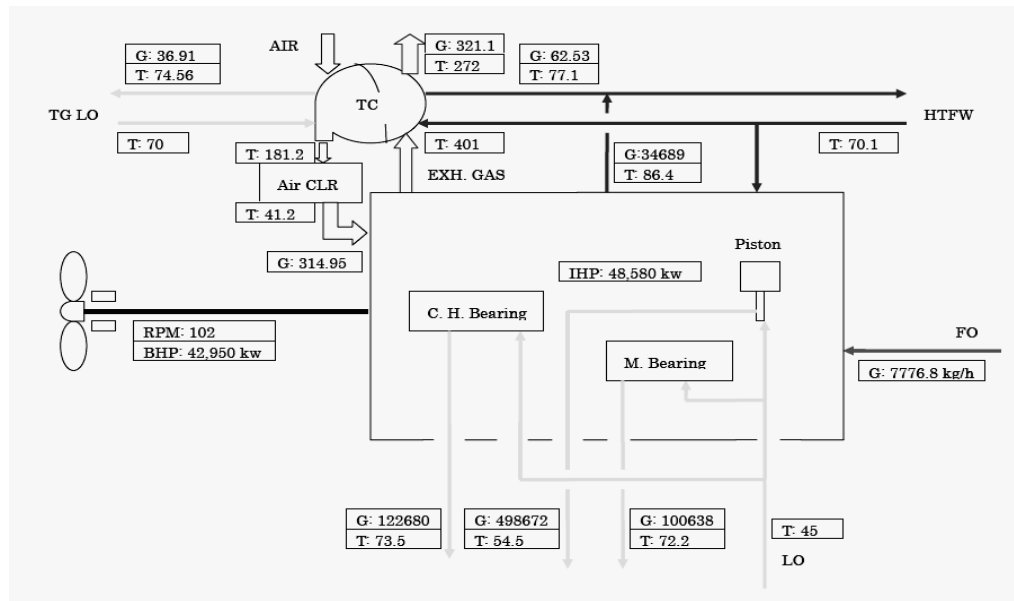 AIR
G: 36.91
T: 74.56
G: 321.1
T: 272
G: 62.53
T: 77.1
TC
TG LO
HTFW
T: 70
T: 181.2
T: 401
G:34689
T: 86.4
T: 70.1
EXH. GAS
Air CLR
T: 41.2
G: 314.95
Piston
IHP: 48,580 kw
C. H. Bearing
RPM: 102
BHP: 42,950 kw
M. Bearing
FO
G: 7776.8 kg/h
G: 122680
T: 73.5
G: 498672
T: 54.5
G: 100638
T: 72.2
T: 45
LO